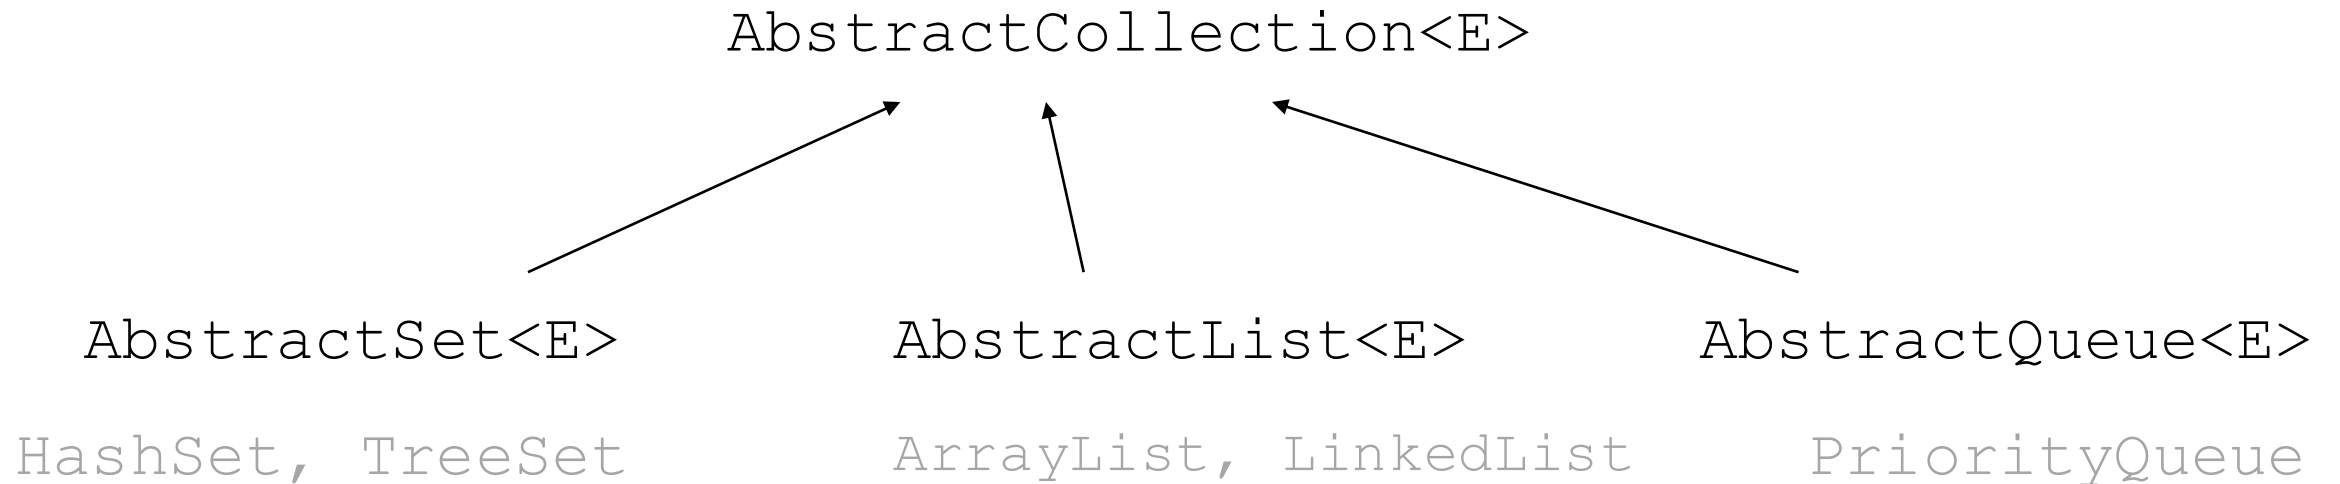 AbstractCollection<E>
AbstractSet<E> AbstractList<E> AbstractQueue<E>
HashSet, TreeSet ArrayList, LinkedList PriorityQueue